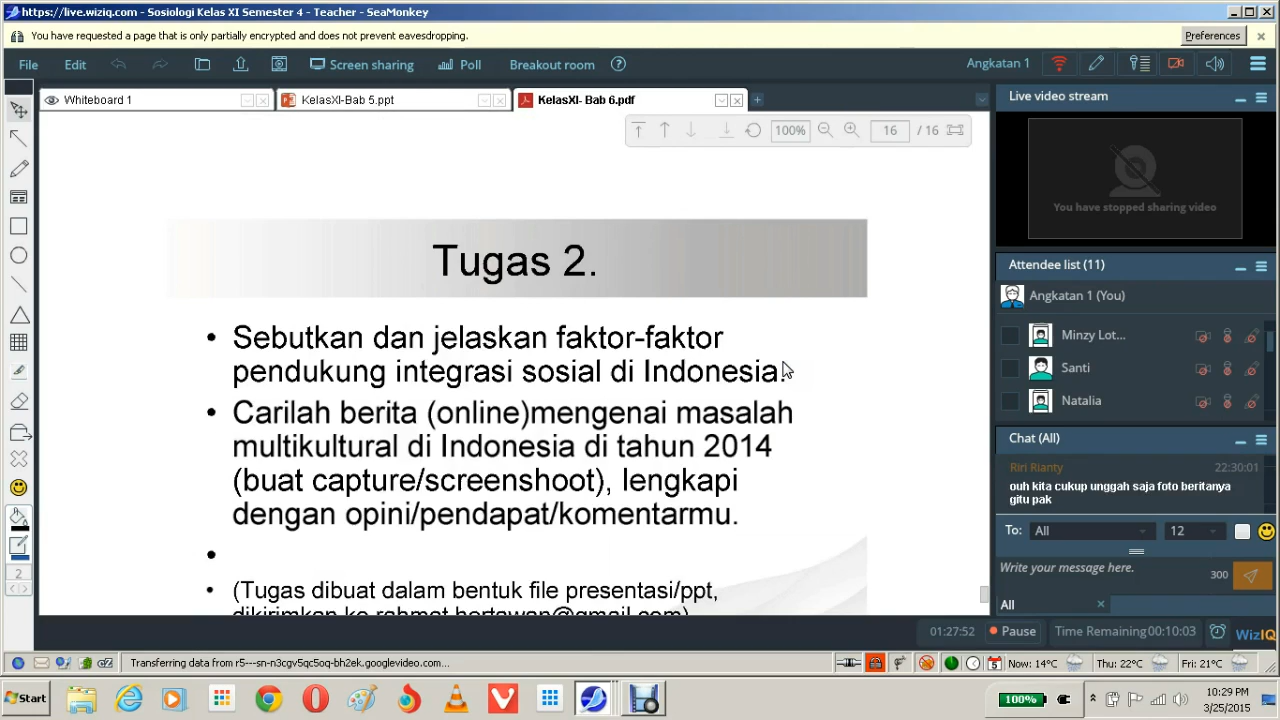 https://live.wiziq.com - Sosiologi Kelas XI Semester 4 - Teacher - SeaMonkey
You have requested a page that is only partially encrypted and does not prevent eavesdropping.
Preferences
File Edit Screen sharing Poll Breakout room Angkatan 1
Whiteboard 1 KelasXI-Bab 5.ppt KelasXI- Bab 6.pdf
Live video stream
100% 16 / 16
You have stopped sharing video
Tugas 2.
Attendee list (11)
Angkatan 1 (You)
Minzy Lot...
Santi
Natalia
• Sebutkan dan jelaskan faktor-faktor
pendukung integrasi sosial di Indonesia.
• Carilah berita (online)mengenai masalah
multikultural di Indonesia di tahun 2014
(buat capture/screenshoot), lengkapi
dengan opini/pendapat/komentarmu.
•
• (Tugas dibuat dalam bentuk file presentasi/ppt,
dikirimkan ke rahmat.hertawan@gmail.com)
Chat (All)
Riri Rianty 22:30:01
ouh kita cukup unggah saja foto beritanya
gitu pak
To: All 12
Write your message here.
300
All
2
01:27:52 Pause Time Remaining:00:10:03 WizIQ
Transferring data from r5---sn-n3cgv5qc5oq-bh2ek.googlevideo.com...
Now: 14°C Thu: 22°C Fri: 21°C
Start
100%
10:29 PM
3/25/2015